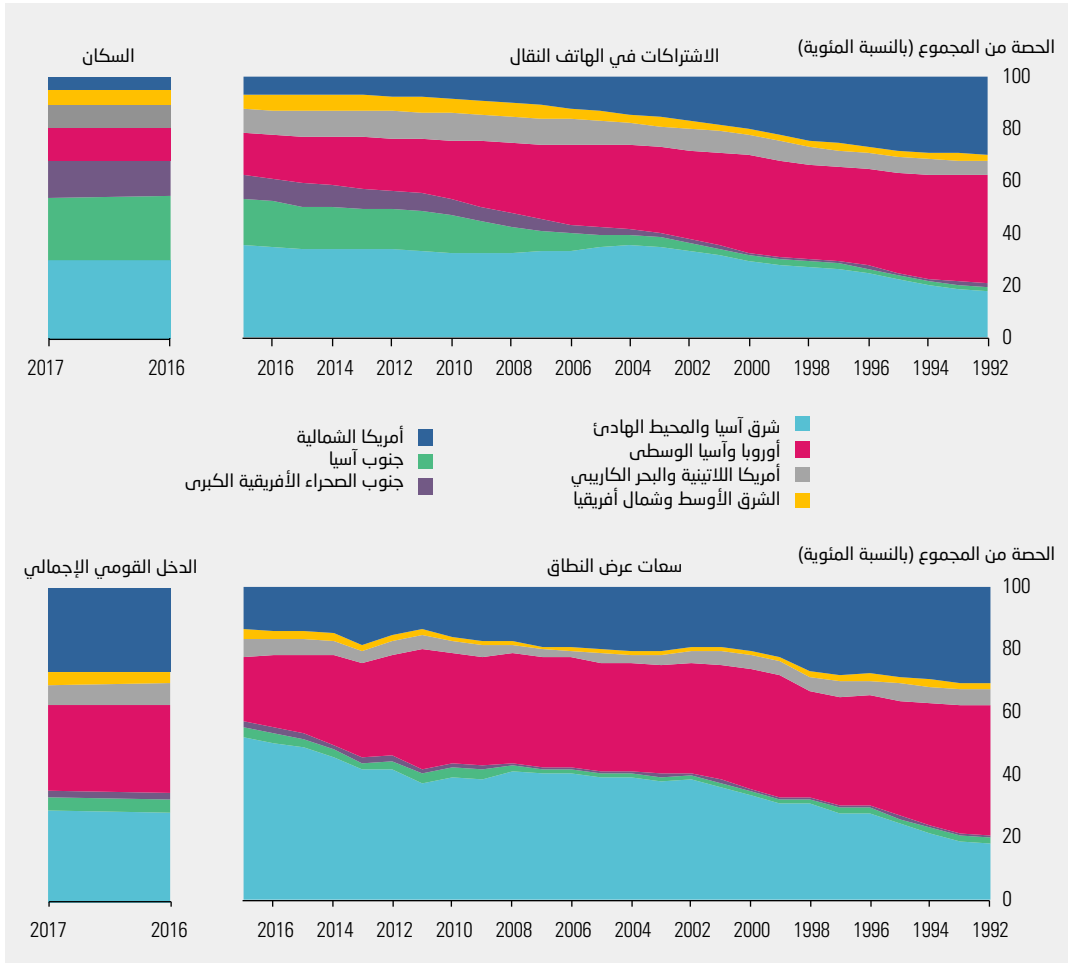 الحصة من المجموع (بالنسبة المئوية)
الاشتراكات في الهاتف النقال
السكان
100
80
60
40
20
0
1992 1994 1996 1998 2000 2002 2004 2006 2008 2010 2012 2014 2016
2016 2017
شرق آسيا والمحيط الهادئ
أوروبا وآسيا الوسطى
أمريكا اللاتينية والبحر الكاريبي
الشرق الأوسط وشمال أفريقيا
أمريكا الشمالية
جنوب آسيا
جنوب الصحراء الأفريقية الكبرى
الحصة من المجموع (بالنسبة المئوية)
سعات عرض النطاق
الدخل القومي الإجمالي
100
80
60
40
20
0
1992 1994 1996 1998 2000 2002 2004 2006 2008 2010 2012 2014 2016
2016 2017